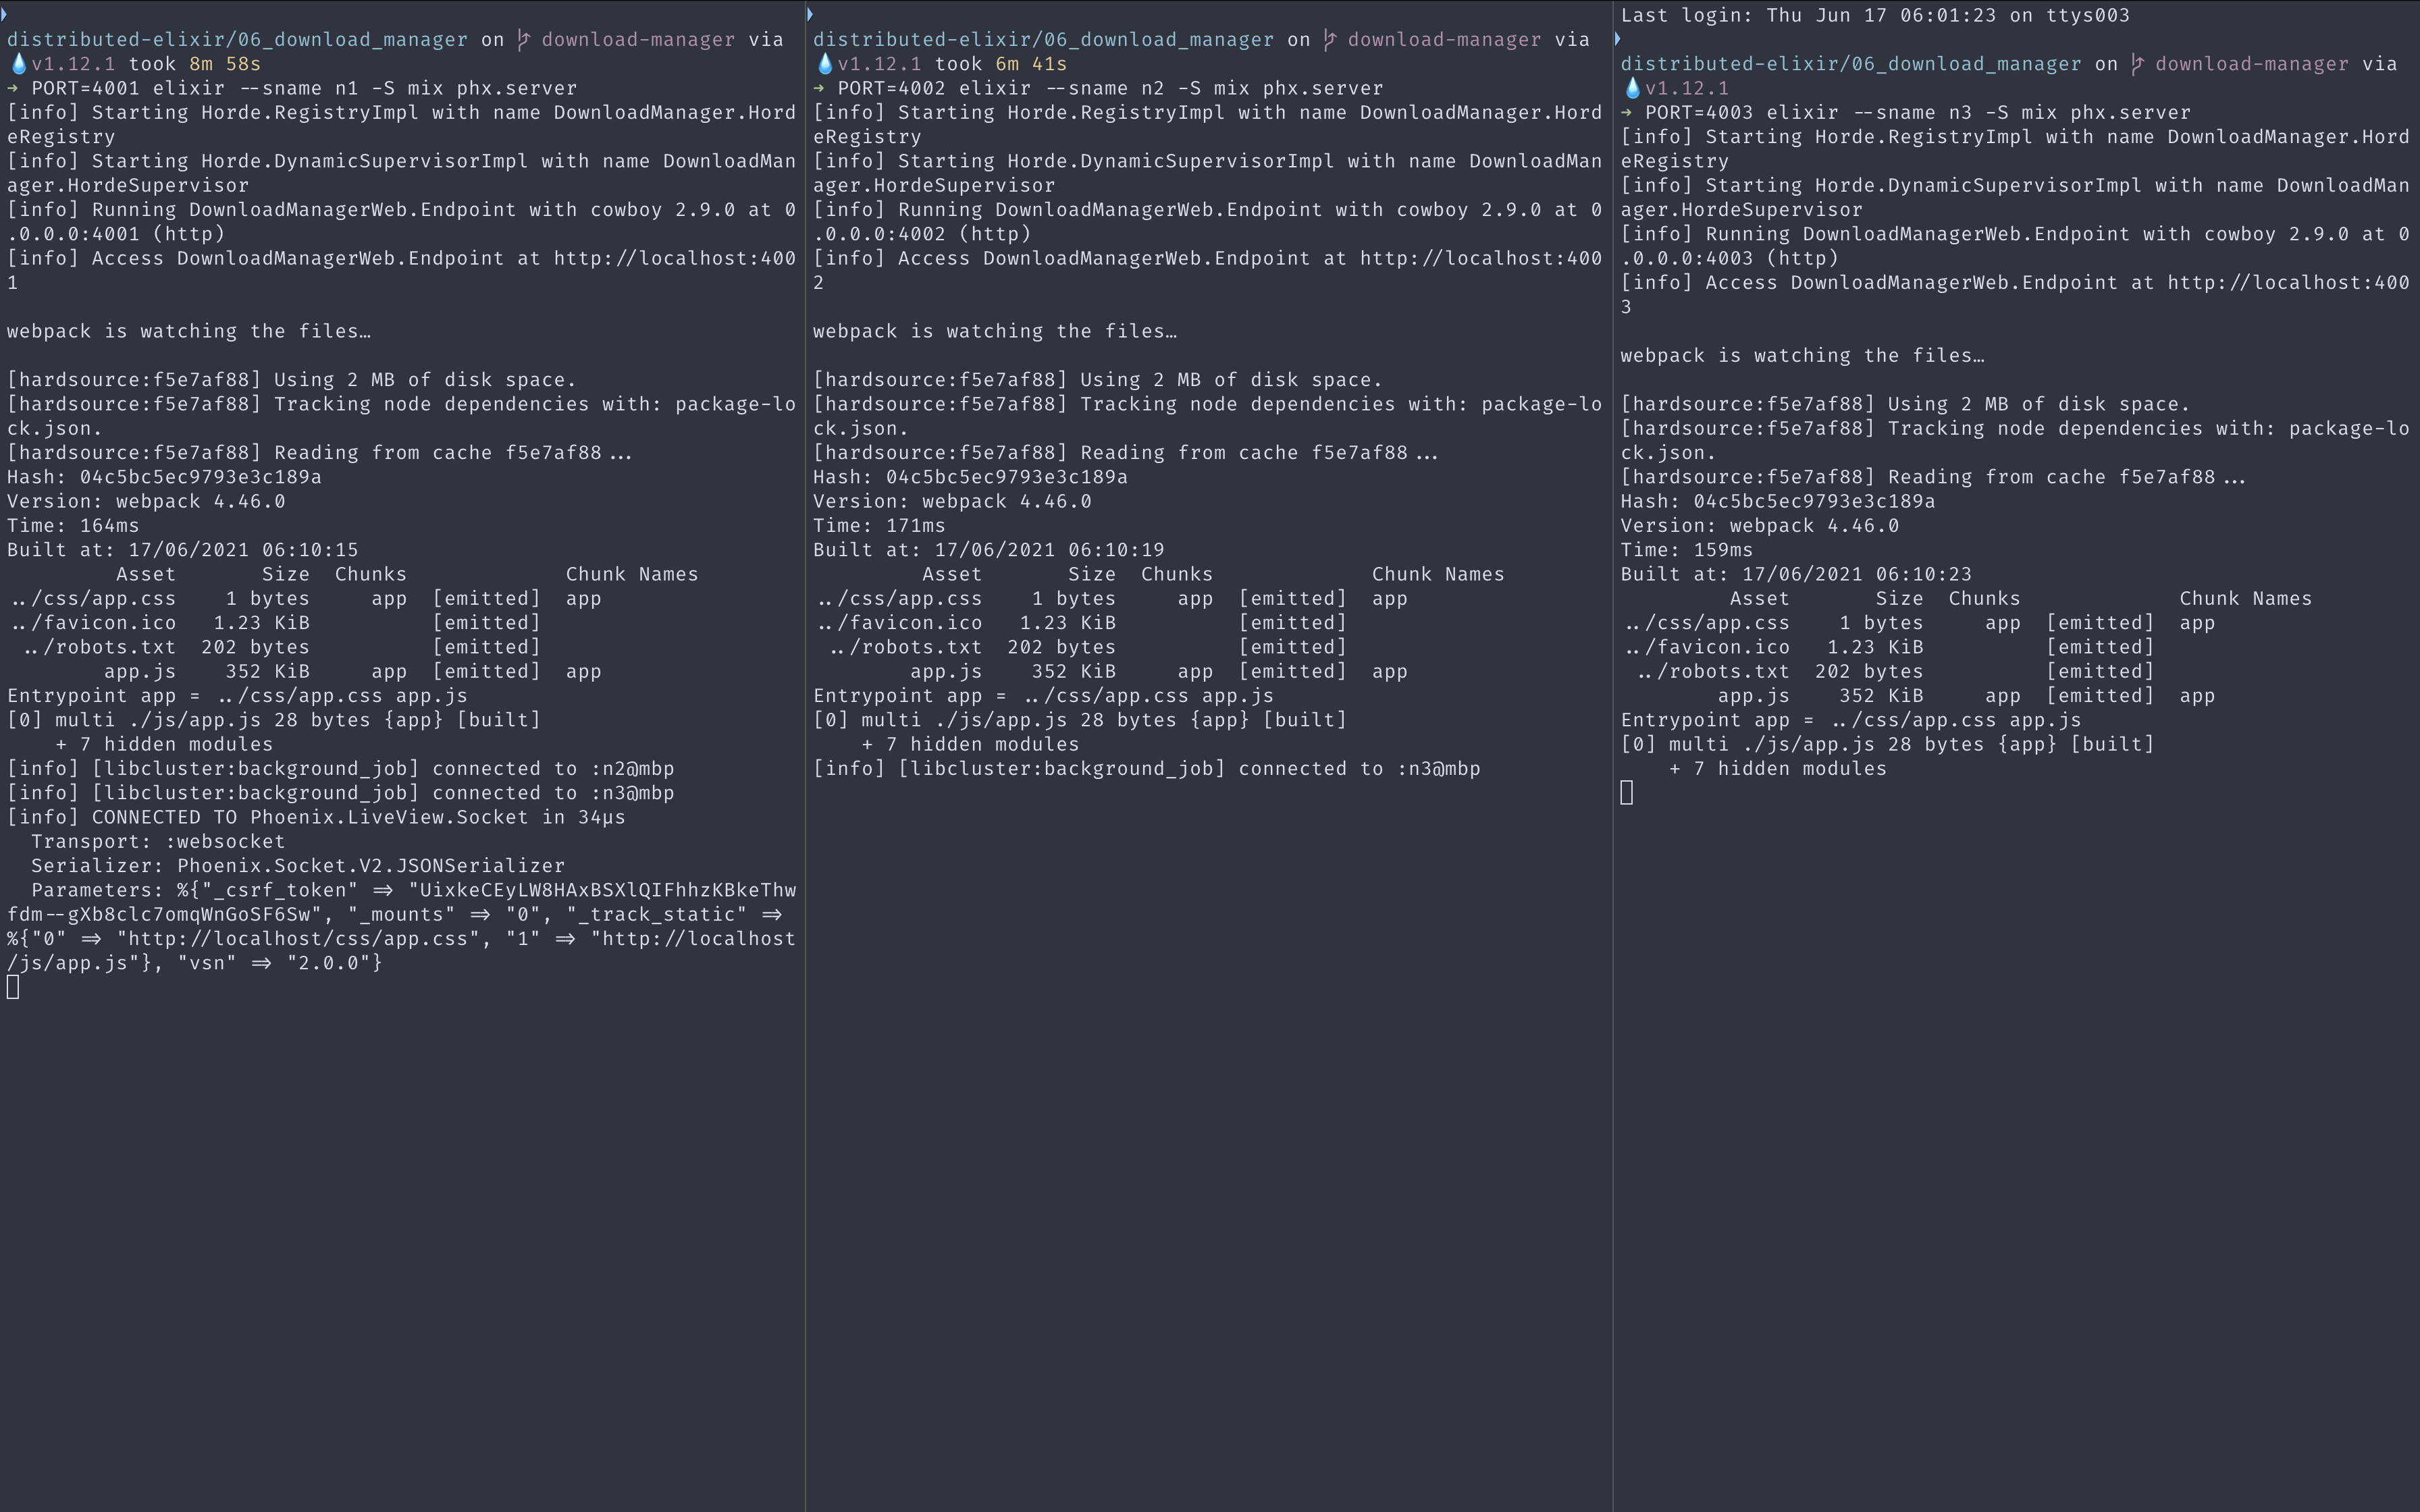 distributed-elixir/06_download_manager on download-manager via
v1.12.1 took 8m 58s
→ PORT=4001 elixir --sname n1 -S mix phx.server
[info] Starting Horde.RegistryImpl with name DownloadManager.Hord
eRegistry
[info] Starting Horde.DynamicSupervisorImpl with name DownloadMan
ager.HordeSupervisor
[info] Running DownloadManagerWeb.Endpoint with cowboy 2.9.0 at 0
.0.0.0:4001 (http)
[info] Access DownloadManagerWeb.Endpoint at http://localhost:400
1
webpack is watching the files…
[hardsource:f5e7af88] Using 2 MB of disk space.
[hardsource:f5e7af88] Tracking node dependencies with: package-lo
ck.json.
[hardsource:f5e7af88] Reading from cache f5e7af88...
Hash: 04c5bc5ec9793e3c189a
Version: webpack 4.46.0
Time: 164ms
Built at: 17/06/2021 06:10:15
Asset Size Chunks Chunk Names
../css/app.css 1 bytes app [emitted] app
../favicon.ico 1.23 KiB [emitted]
../robots.txt 202 bytes [emitted]
app.js 352 KiB app [emitted] app
Entrypoint app = ../css/app.css app.js
[0] multi ./js/app.js 28 bytes {app} [built]
+ 7 hidden modules
[info] [libcluster:background_job] connected to :n2@mbp
[info] [libcluster:background_job] connected to :n3@mbp
[info] CONNECTED TO Phoenix.LiveView.Socket in 34µs
Transport: :websocket
Serializer: Phoenix.Socket.V2.JSONSerializer
Parameters: %{"_csrf_token" => "UixkeCEyLW8HAxBSXlQIFhhzKBkeThw
fdm--gXb8clc7omqWnGoSF6Sw", "_mounts" => "0", "_track_static" =>
%{"0" => "http://localhost/css/app.css", "1" => "http://localhost
/js/app.js"}, "vsn" => "2.0.0"}
distributed-elixir/06_download_manager on download-manager via
v1.12.1 took 6m 41s
→ PORT=4002 elixir --sname n2 -S mix phx.server
[info] Starting Horde.RegistryImpl with name DownloadManager.Hord
eRegistry
[info] Starting Horde.DynamicSupervisorImpl with name DownloadMan
ager.HordeSupervisor
[info] Running DownloadManagerWeb.Endpoint with cowboy 2.9.0 at 0
.0.0.0:4002 (http)
[info] Access DownloadManagerWeb.Endpoint at http://localhost:400
2
webpack is watching the files…
[hardsource:f5e7af88] Using 2 MB of disk space.
[hardsource:f5e7af88] Tracking node dependencies with: package-lo
ck.json.
[hardsource:f5e7af88] Reading from cache f5e7af88...
Hash: 04c5bc5ec9793e3c189a
Version: webpack 4.46.0
Time: 171ms
Built at: 17/06/2021 06:10:19
Asset Size Chunks Chunk Names
../css/app.css 1 bytes app [emitted] app
../favicon.ico 1.23 KiB [emitted]
../robots.txt 202 bytes [emitted]
app.js 352 KiB app [emitted] app
Entrypoint app = ../css/app.css app.js
[0] multi ./js/app.js 28 bytes {app} [built]
+ 7 hidden modules
[info] [libcluster:background_job] connected to :n3@mbp
Last login: Thu Jun 17 06:01:23 on ttys003
distributed-elixir/06_download_manager on download-manager via
v1.12.1
→ PORT=4003 elixir --sname n3 -S mix phx.server
[info] Starting Horde.RegistryImpl with name DownloadManager.Hord
eRegistry
[info] Starting Horde.DynamicSupervisorImpl with name DownloadMan
ager.HordeSupervisor
[info] Running DownloadManagerWeb.Endpoint with cowboy 2.9.0 at 0
.0.0.0:4003 (http)
[info] Access DownloadManagerWeb.Endpoint at http://localhost:400
3
webpack is watching the files…
[hardsource:f5e7af88] Using 2 MB of disk space.
[hardsource:f5e7af88] Tracking node dependencies with: package-lo
ck.json.
[hardsource:f5e7af88] Reading from cache f5e7af88...
Hash: 04c5bc5ec9793e3c189a
Version: webpack 4.46.0
Time: 159ms
Built at: 17/06/2021 06:10:23
Asset Size Chunks Chunk Names
../css/app.css 1 bytes app [emitted] app
../favicon.ico 1.23 KiB [emitted]
../robots.txt 202 bytes [emitted]
app.js 352 KiB app [emitted] app
Entrypoint app = ../css/app.css app.js
[0] multi ./js/app.js 28 bytes {app} [built]
+ 7 hidden modules